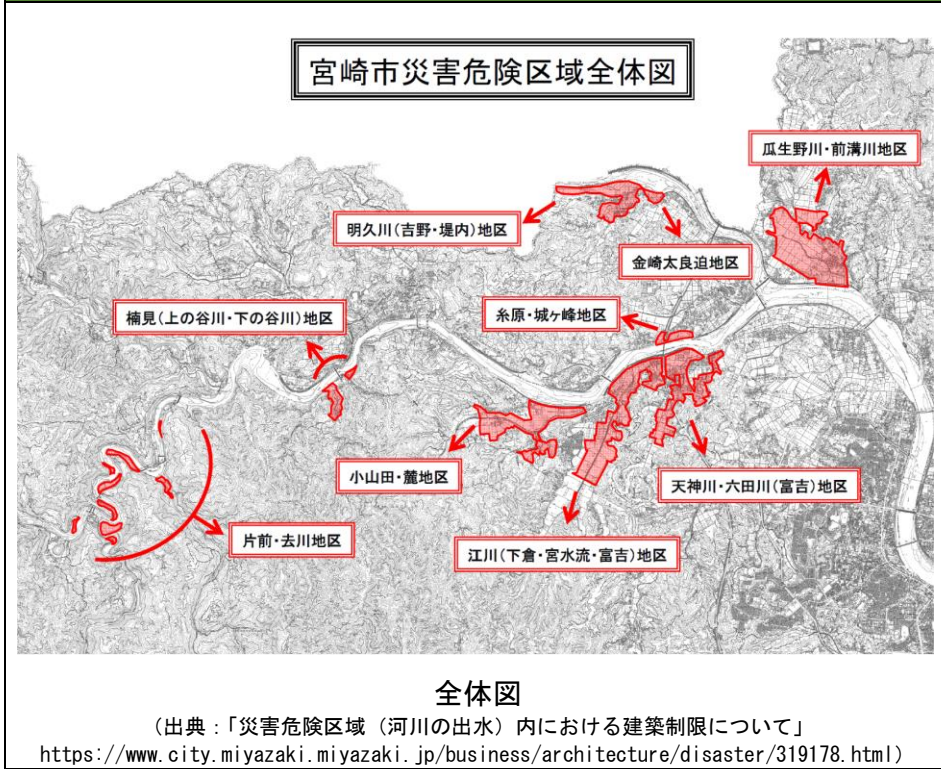 宮崎市災害危険区域全体図
瓜生野川・前溝川地区
明久川(吉野・堤内)地区
金崎太良迫地区
楠見(上の谷川・下の谷川)地区
糸原・城ヶ峰地区
小山田・麓地区
天神川・六田川(富吉)地区
片前・去川地区
江川(下倉・宮水流・富吉)地区
全体図
(出典:「災害危険区域(河川の出水)内における建築制限について」
https://www.city.miyazaki.miyazaki.jp/business/architecture/disaster/319178.html)